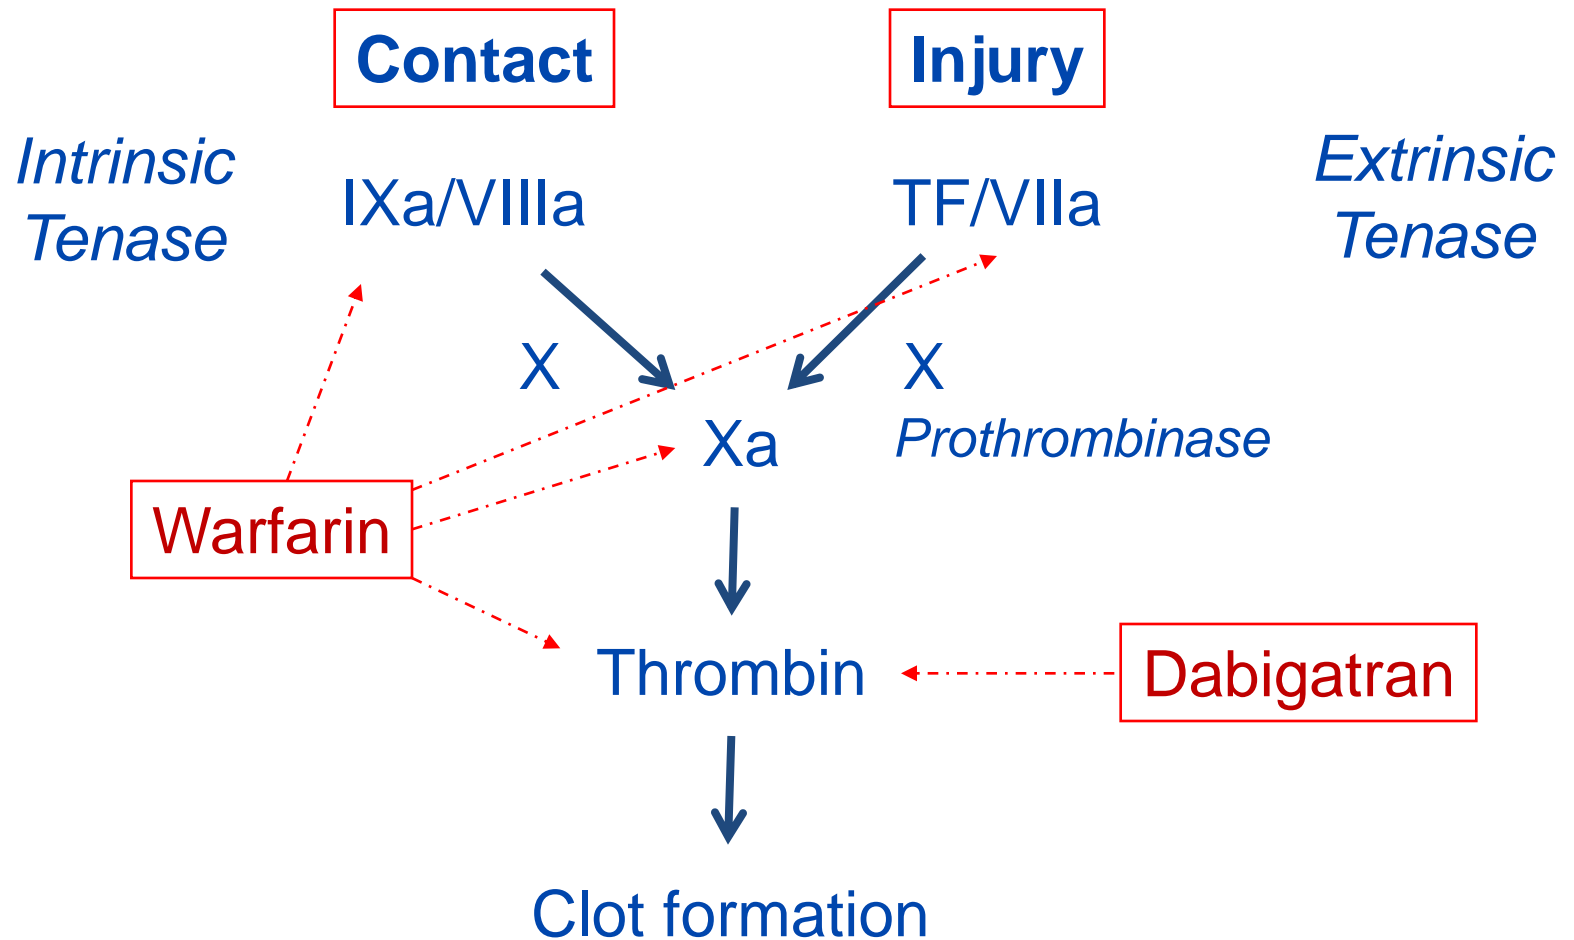 Contact
Injury
Intrinsic
Tenase
IXa/VIIIa
TF/VIIa
Extrinsic
Tenase
X
X
Xa
Prothrombinase
Warfarin
Thrombin
Dabigatran
Clot formation